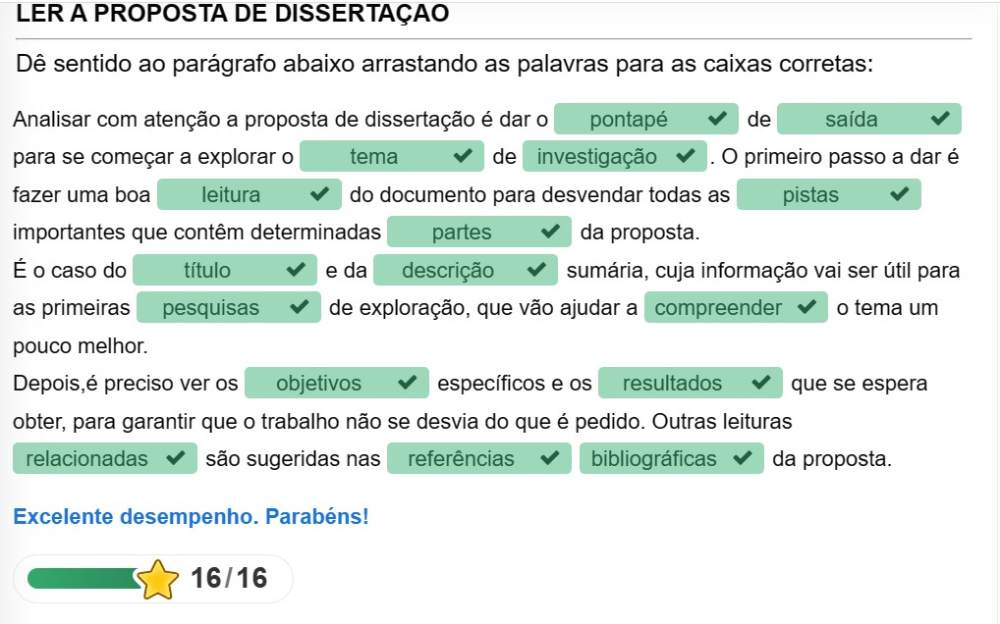 LER A PROPOSTA DE DISSERTAÇÃO
Dê sentido ao parágrafo abaixo arrastando as palavras para as caixas corretas:
Analisar com atenção a proposta de dissertação é dar o pontapé de saída
para se começar a explorar o tema de investigação . O primeiro passo a dar é
fazer uma boa leitura do documento para desvendar todas as pistas
importantes que contêm determinadas partes da proposta.
É o caso do título e da descrição sumária, cuja informação vai ser útil para
as primeiras pesquisas de exploração, que vão ajudar a compreender o tema um
pouco melhor.
Depois,é preciso ver os objetivos específicos e os resultados que se espera
obter, para garantir que o trabalho não se desvia do que é pedido. Outras leituras
relacionadas são sugeridas nas referências bibliográficas da proposta.
Excelente desempenho. Parabéns!
16/16